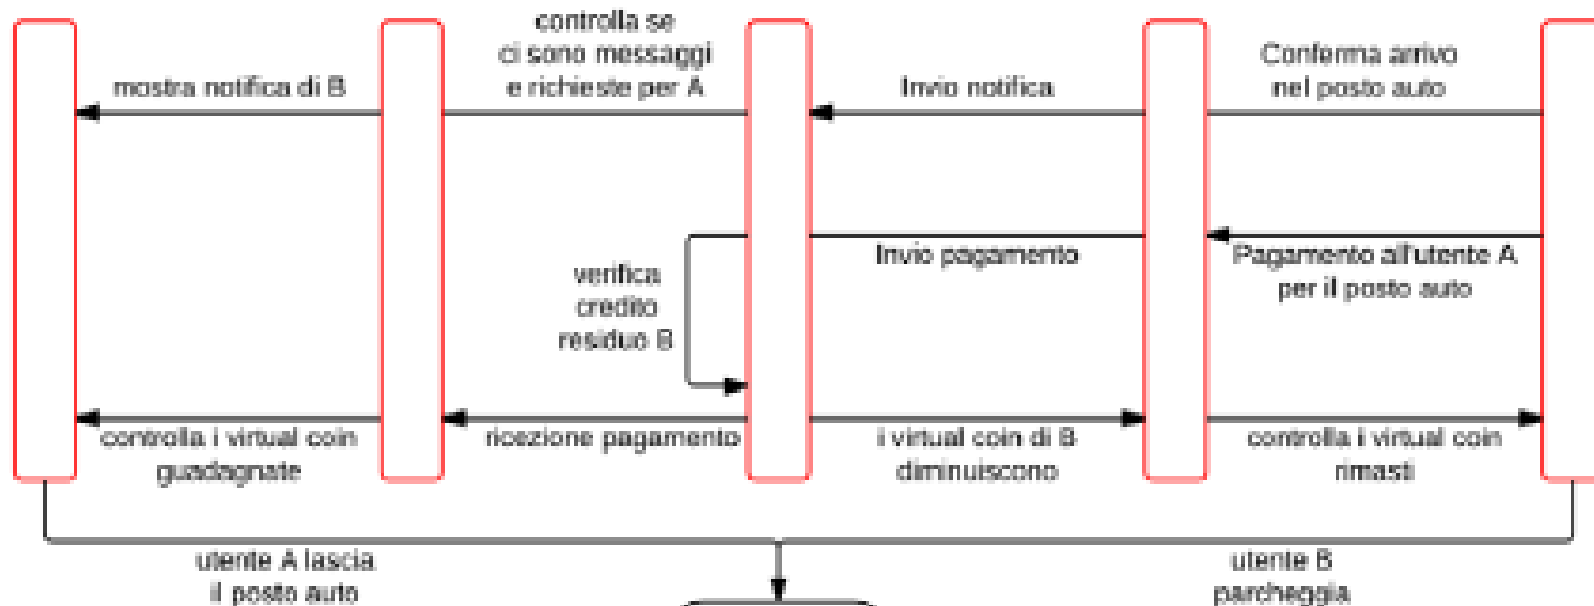 mostra notifica di B
controlla se
ci sono messaggi
e richieste per A
Invio notifica
Conferma arrivo
nel posto auto
verifica
credito
residuo B
Invio pagamento
Pagamento all'utente A
per il posto auto
controlla i virtual coin
guadagnate
ricezione pagamento
i virtual coin di B
diminuiscono
controlla i virtual coin
rimasti
utente A lascia
il posto auto
utente B
parcheggia